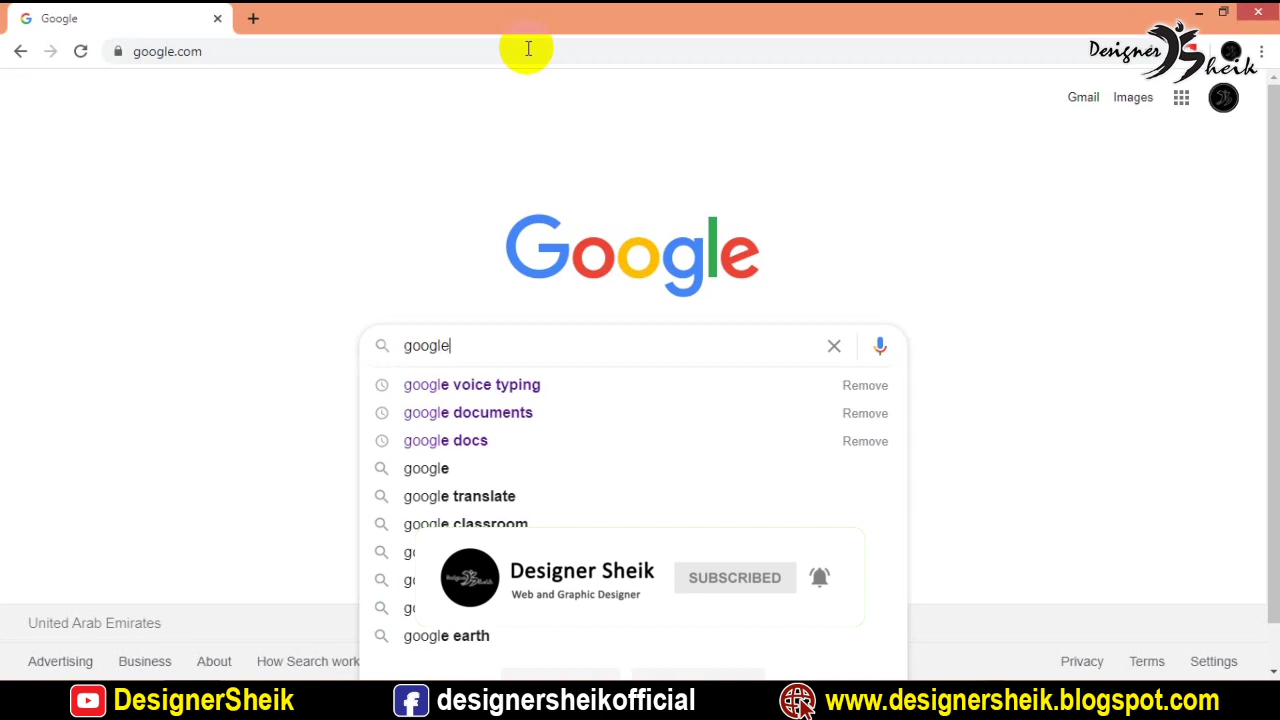 Google
google.com
Designer Sheik
Gmail Images
Google
google
google voice typing Remove
google documents Remove
google docs Remove
google
google translate
google classroom
Designer Sheik
Web and Graphic Designer
SUBSCRIBED
google earth
United Arab Emirates
Advertising Business About How Search work
Privacy Terms Settings
DesignerSheik designersheikofficial www.designersheik.blogspot.com